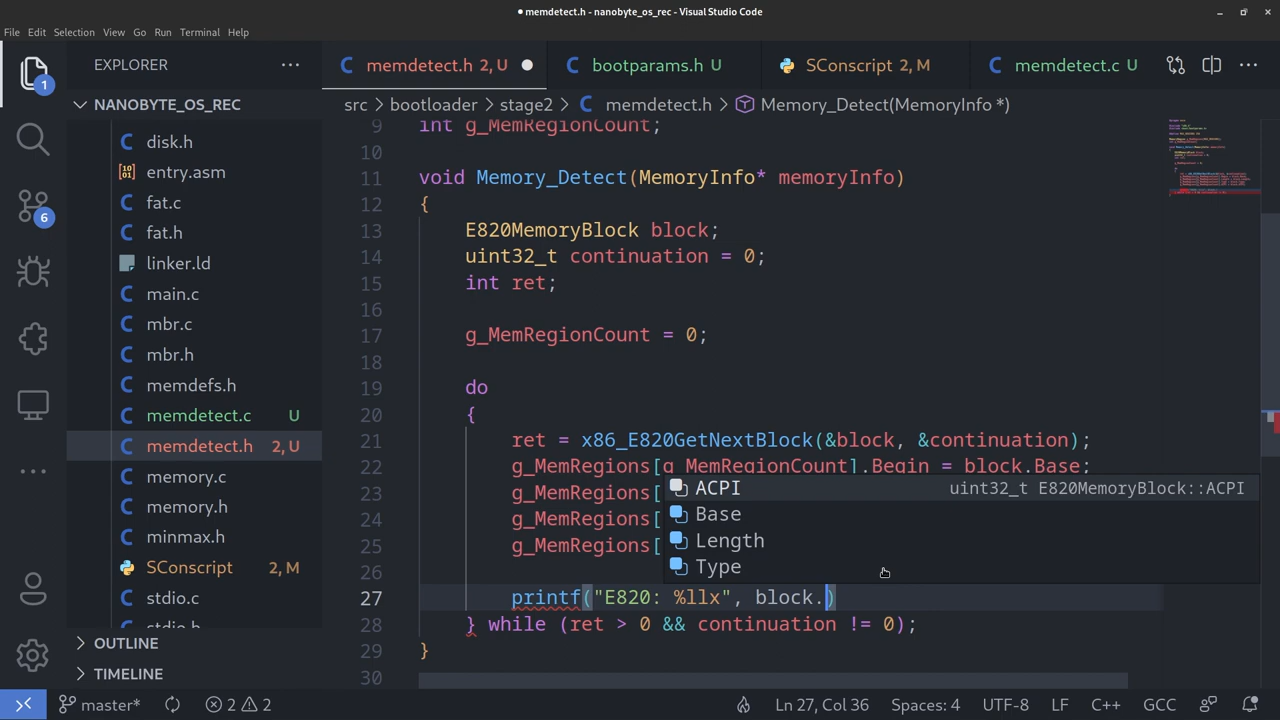 memdetect.h - nanobyte_os_rec - Visual Studio Code
File Edit Selection View Go Run Terminal Help
EXPLORER
memdetect.h 2, U
bootparams.h U
SConscript 2, M
memdetect.c U
1
NANOBYTE_OS_REC
src > bootloader > stage2 > memdetect.h > Memory_Detect(MemoryInfo *)
disk.h
entry.asm
fat.c
fat.h
linker.ld
main.c
mbr.c
mbr.h
memdefs.h
memdetect.c U
memdetect.h 2, U
memory.c
memory.h
minmax.h
SConscript 2, M
stdio.c
stdio.h
6
OUTLINE
TIMELINE
9 int g_MemRegionCount;
10
11 void Memory_Detect(MemoryInfo* memoryInfo)
12 {
13 E820MemoryBlock block;
14 uint32_t continuation = 0;
15 int ret;
16
17 g_MemRegionCount = 0;
18
19 do
20 {
21 ret = x86_E820GetNextBlock(&block, &continuation);
22 g_MemRegions[g_MemRegionCount].Begin = block.Base;
23 g_MemRegions[
24 g_MemRegions[
25 g_MemRegions[
26
27 printf("E820: %llx", block.)
28 } while (ret > 0 && continuation != 0);
29 }
30
ACPI uint32_t E820MemoryBlock::ACPI
Base
Length
Type
master* 2 2 Ln 27, Col 36 Spaces: 4 UTF-8 LF C++ GCC